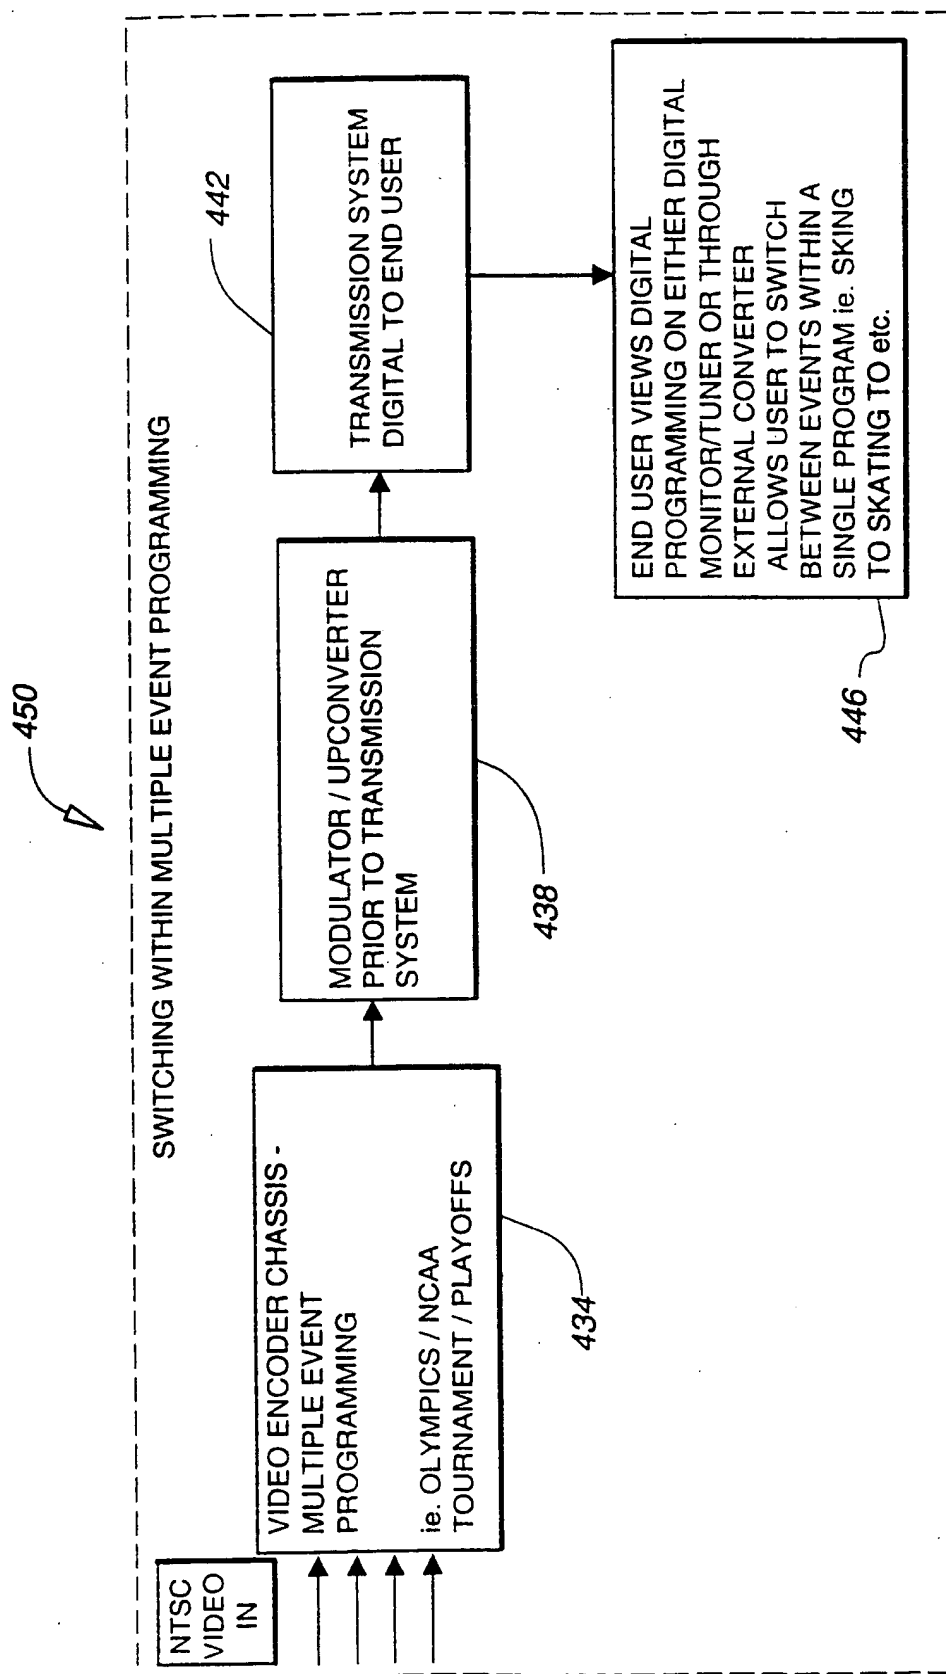 450
SWITCHING WITHIN MULTIPLE EVENT PROGRAMMING
NTSC
VIDEO
IN
VIDEO ENCODER CHASSIS -
MULTIPLE EVENT
PROGRAMMING
ie. OLYMPICS / NCAA
TOURNAMENT / PLAYOFFS
434
MODULATOR / UPCONVERTER
PRIOR TO TRANSMISSION
SYSTEM
438
442
TRANSMISSION SYSTEM
DIGITAL TO END USER
END USER VIEWS DIGITAL
PROGRAMMING ON EITHER DIGITAL
MONITOR/TUNER OR THROUGH
EXTERNAL CONVERTER
ALLOWS USER TO SWITCH
BETWEEN EVENTS WITHIN A
SINGLE PROGRAM ie. SKING
TO SKATING TO etc.
446